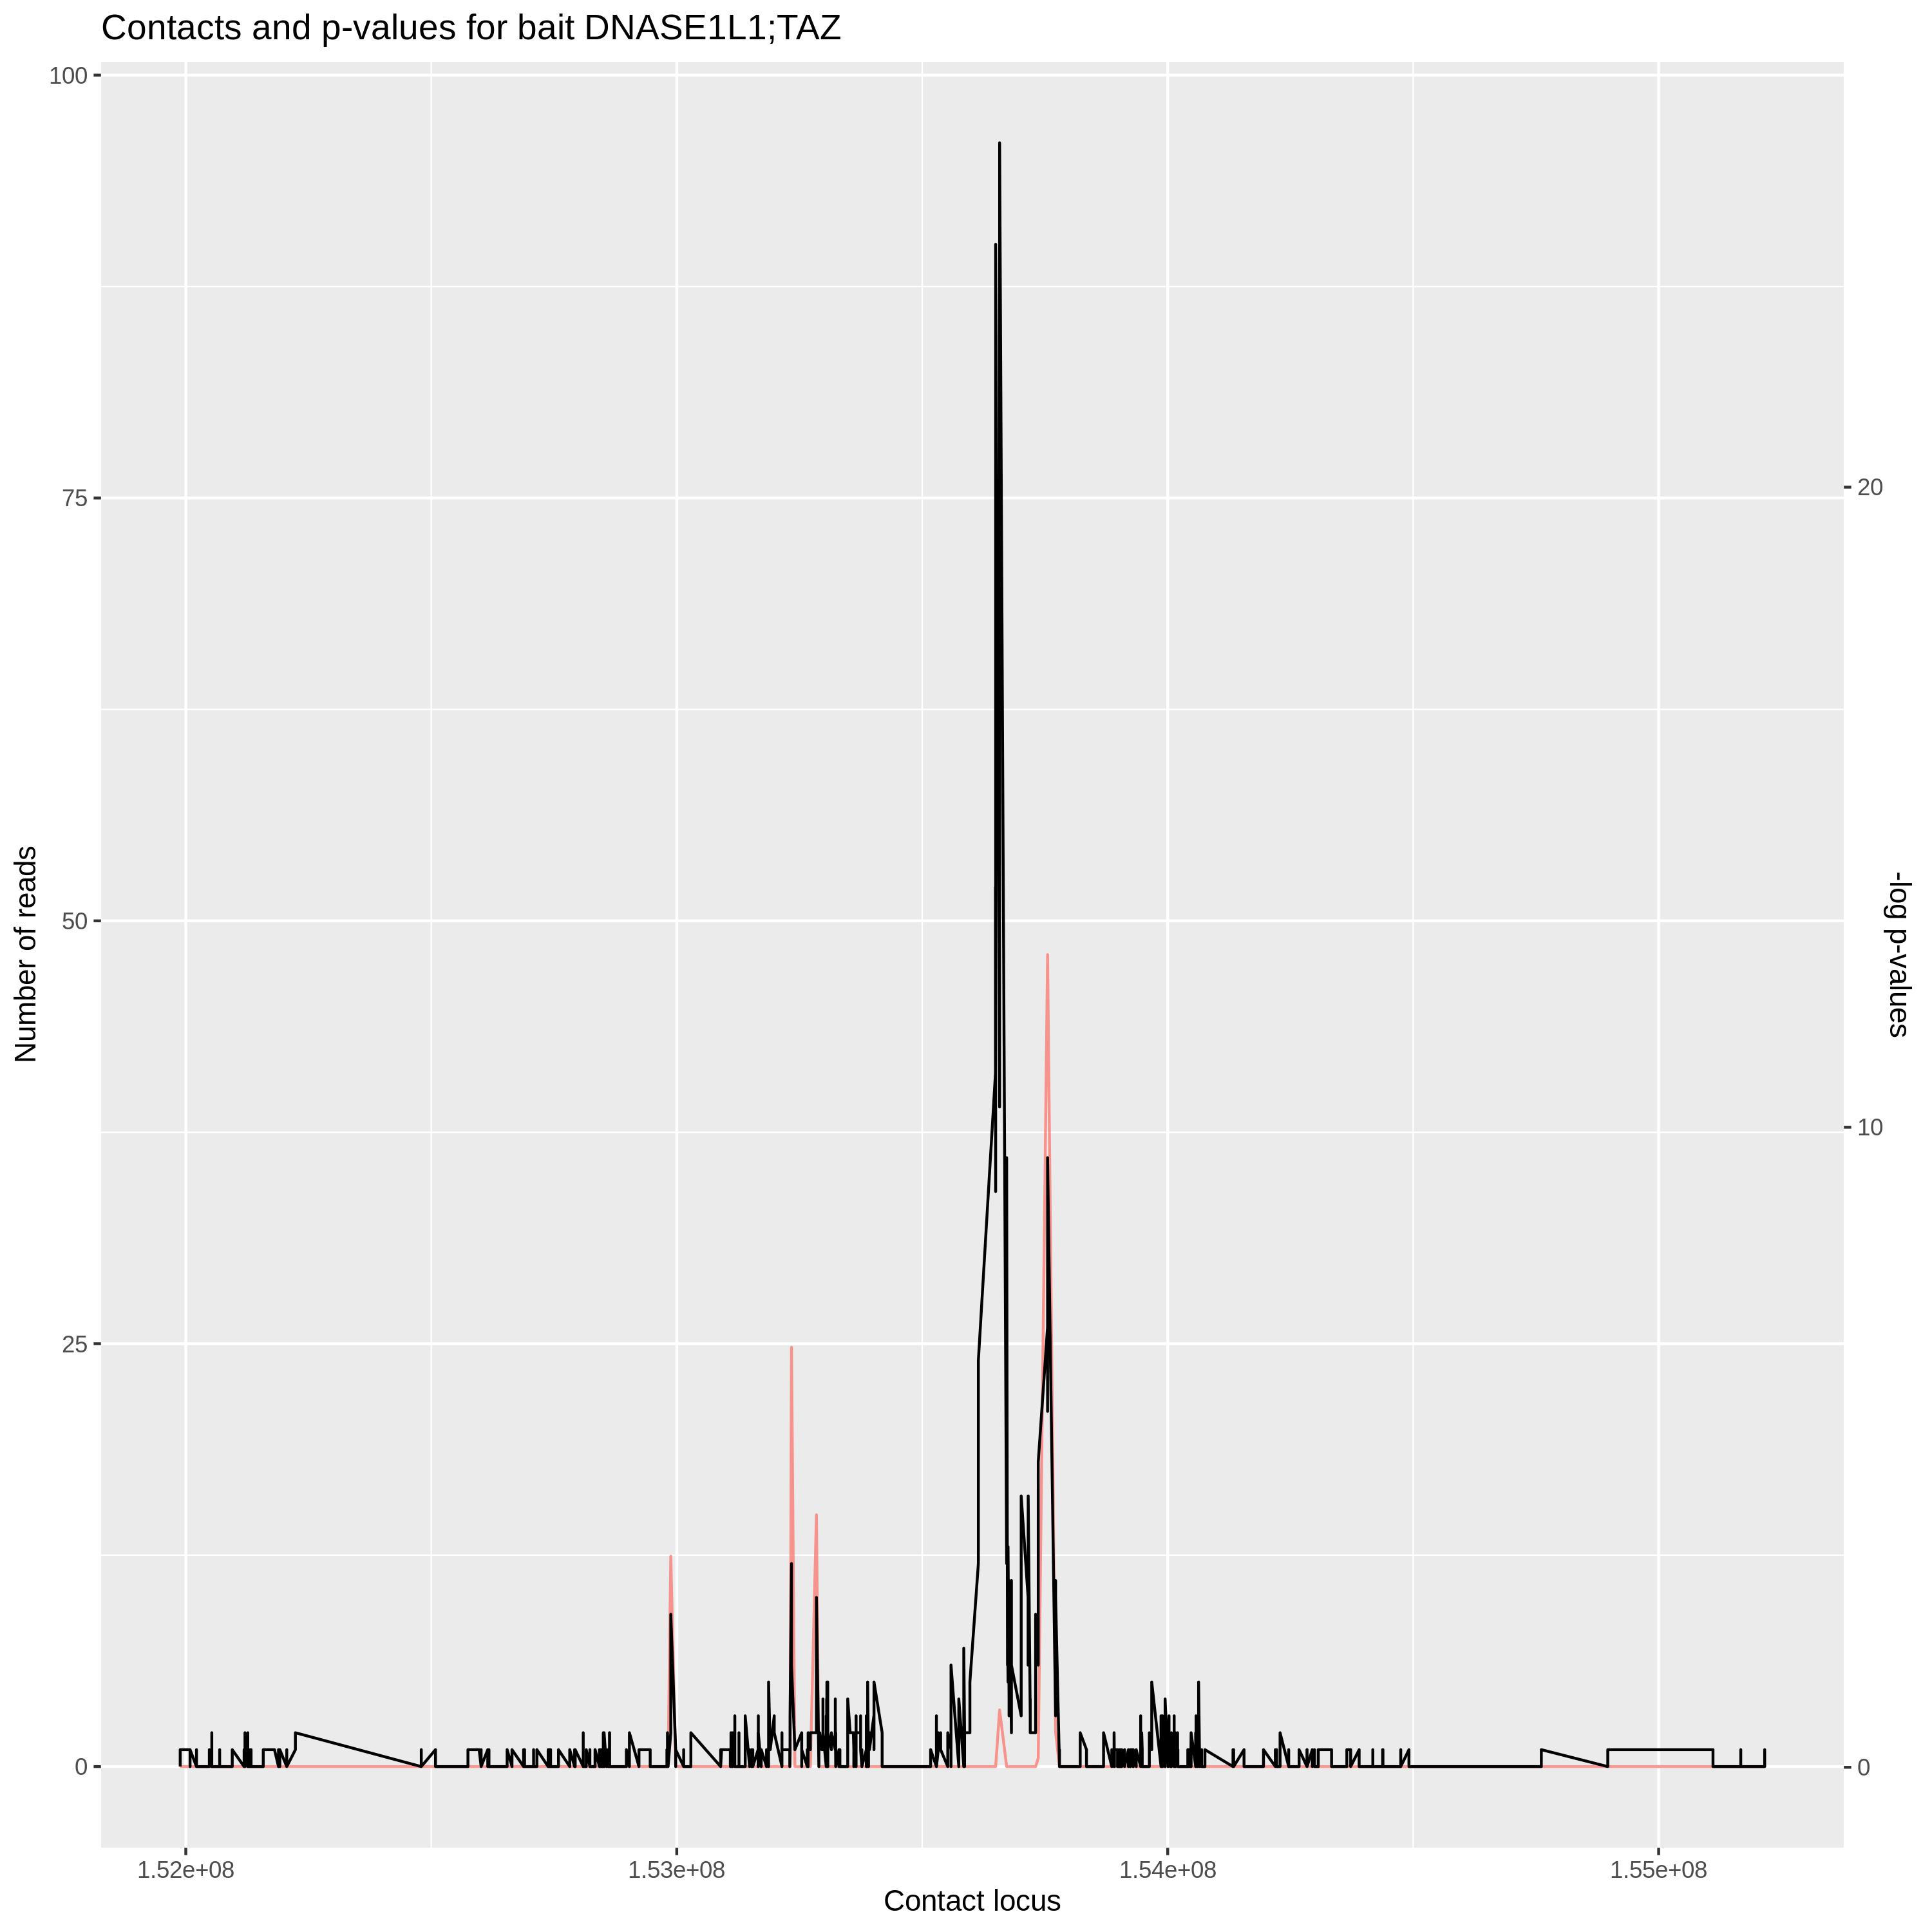 Contacts and p-values for bait DNASE1L1;TAZ
100
75
50
25
0
Number of reads
20
10
0
-log p-values
1.52e+08 1.53e+08 1.54e+08 1.55e+08
Contact locus